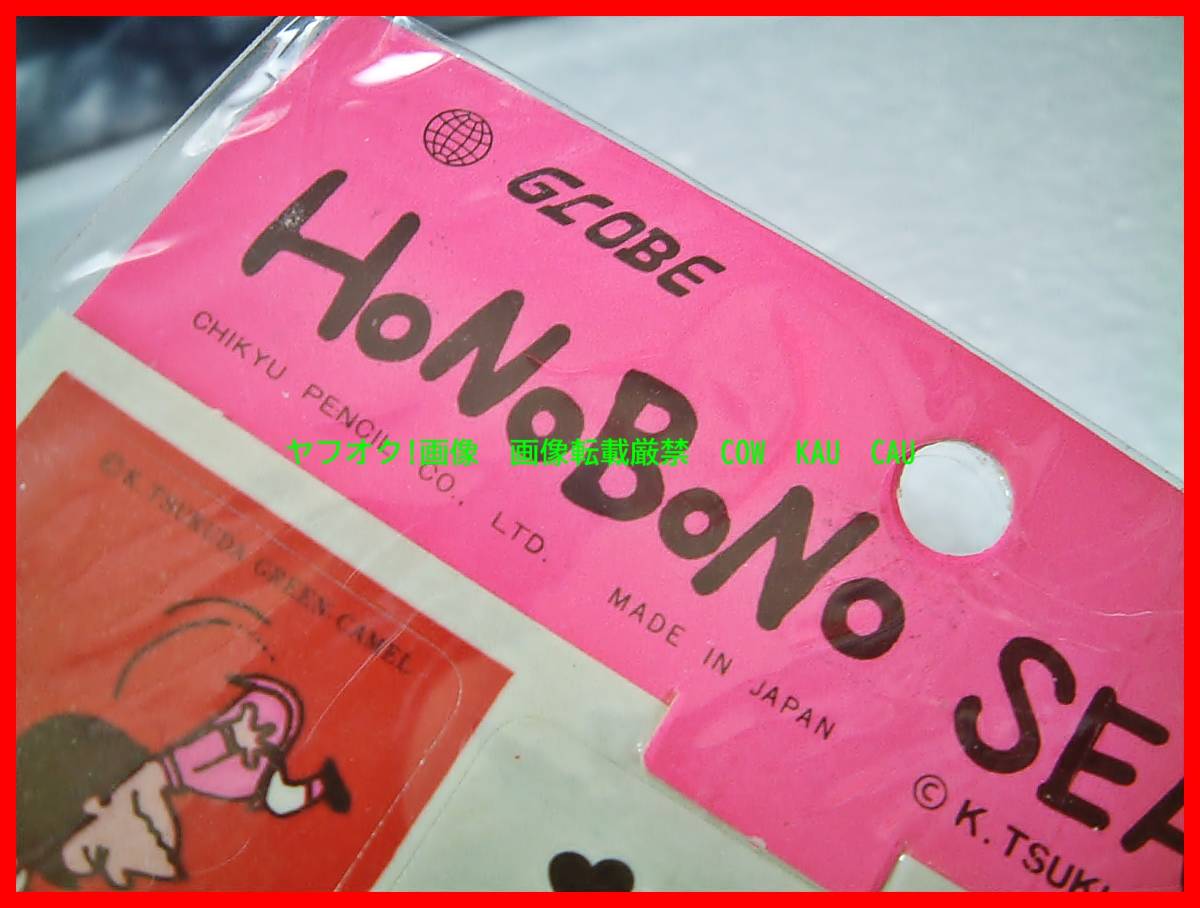 GLOBE
HoNoBoNo SEA
CHIKYU PENCIL CO., LTD. MADE IN JAPAN
© K. TSUK
© K. TSUKUDA GREEN CAMEL
ヤフオク!画像 画像転載厳禁 COW KAU CAU